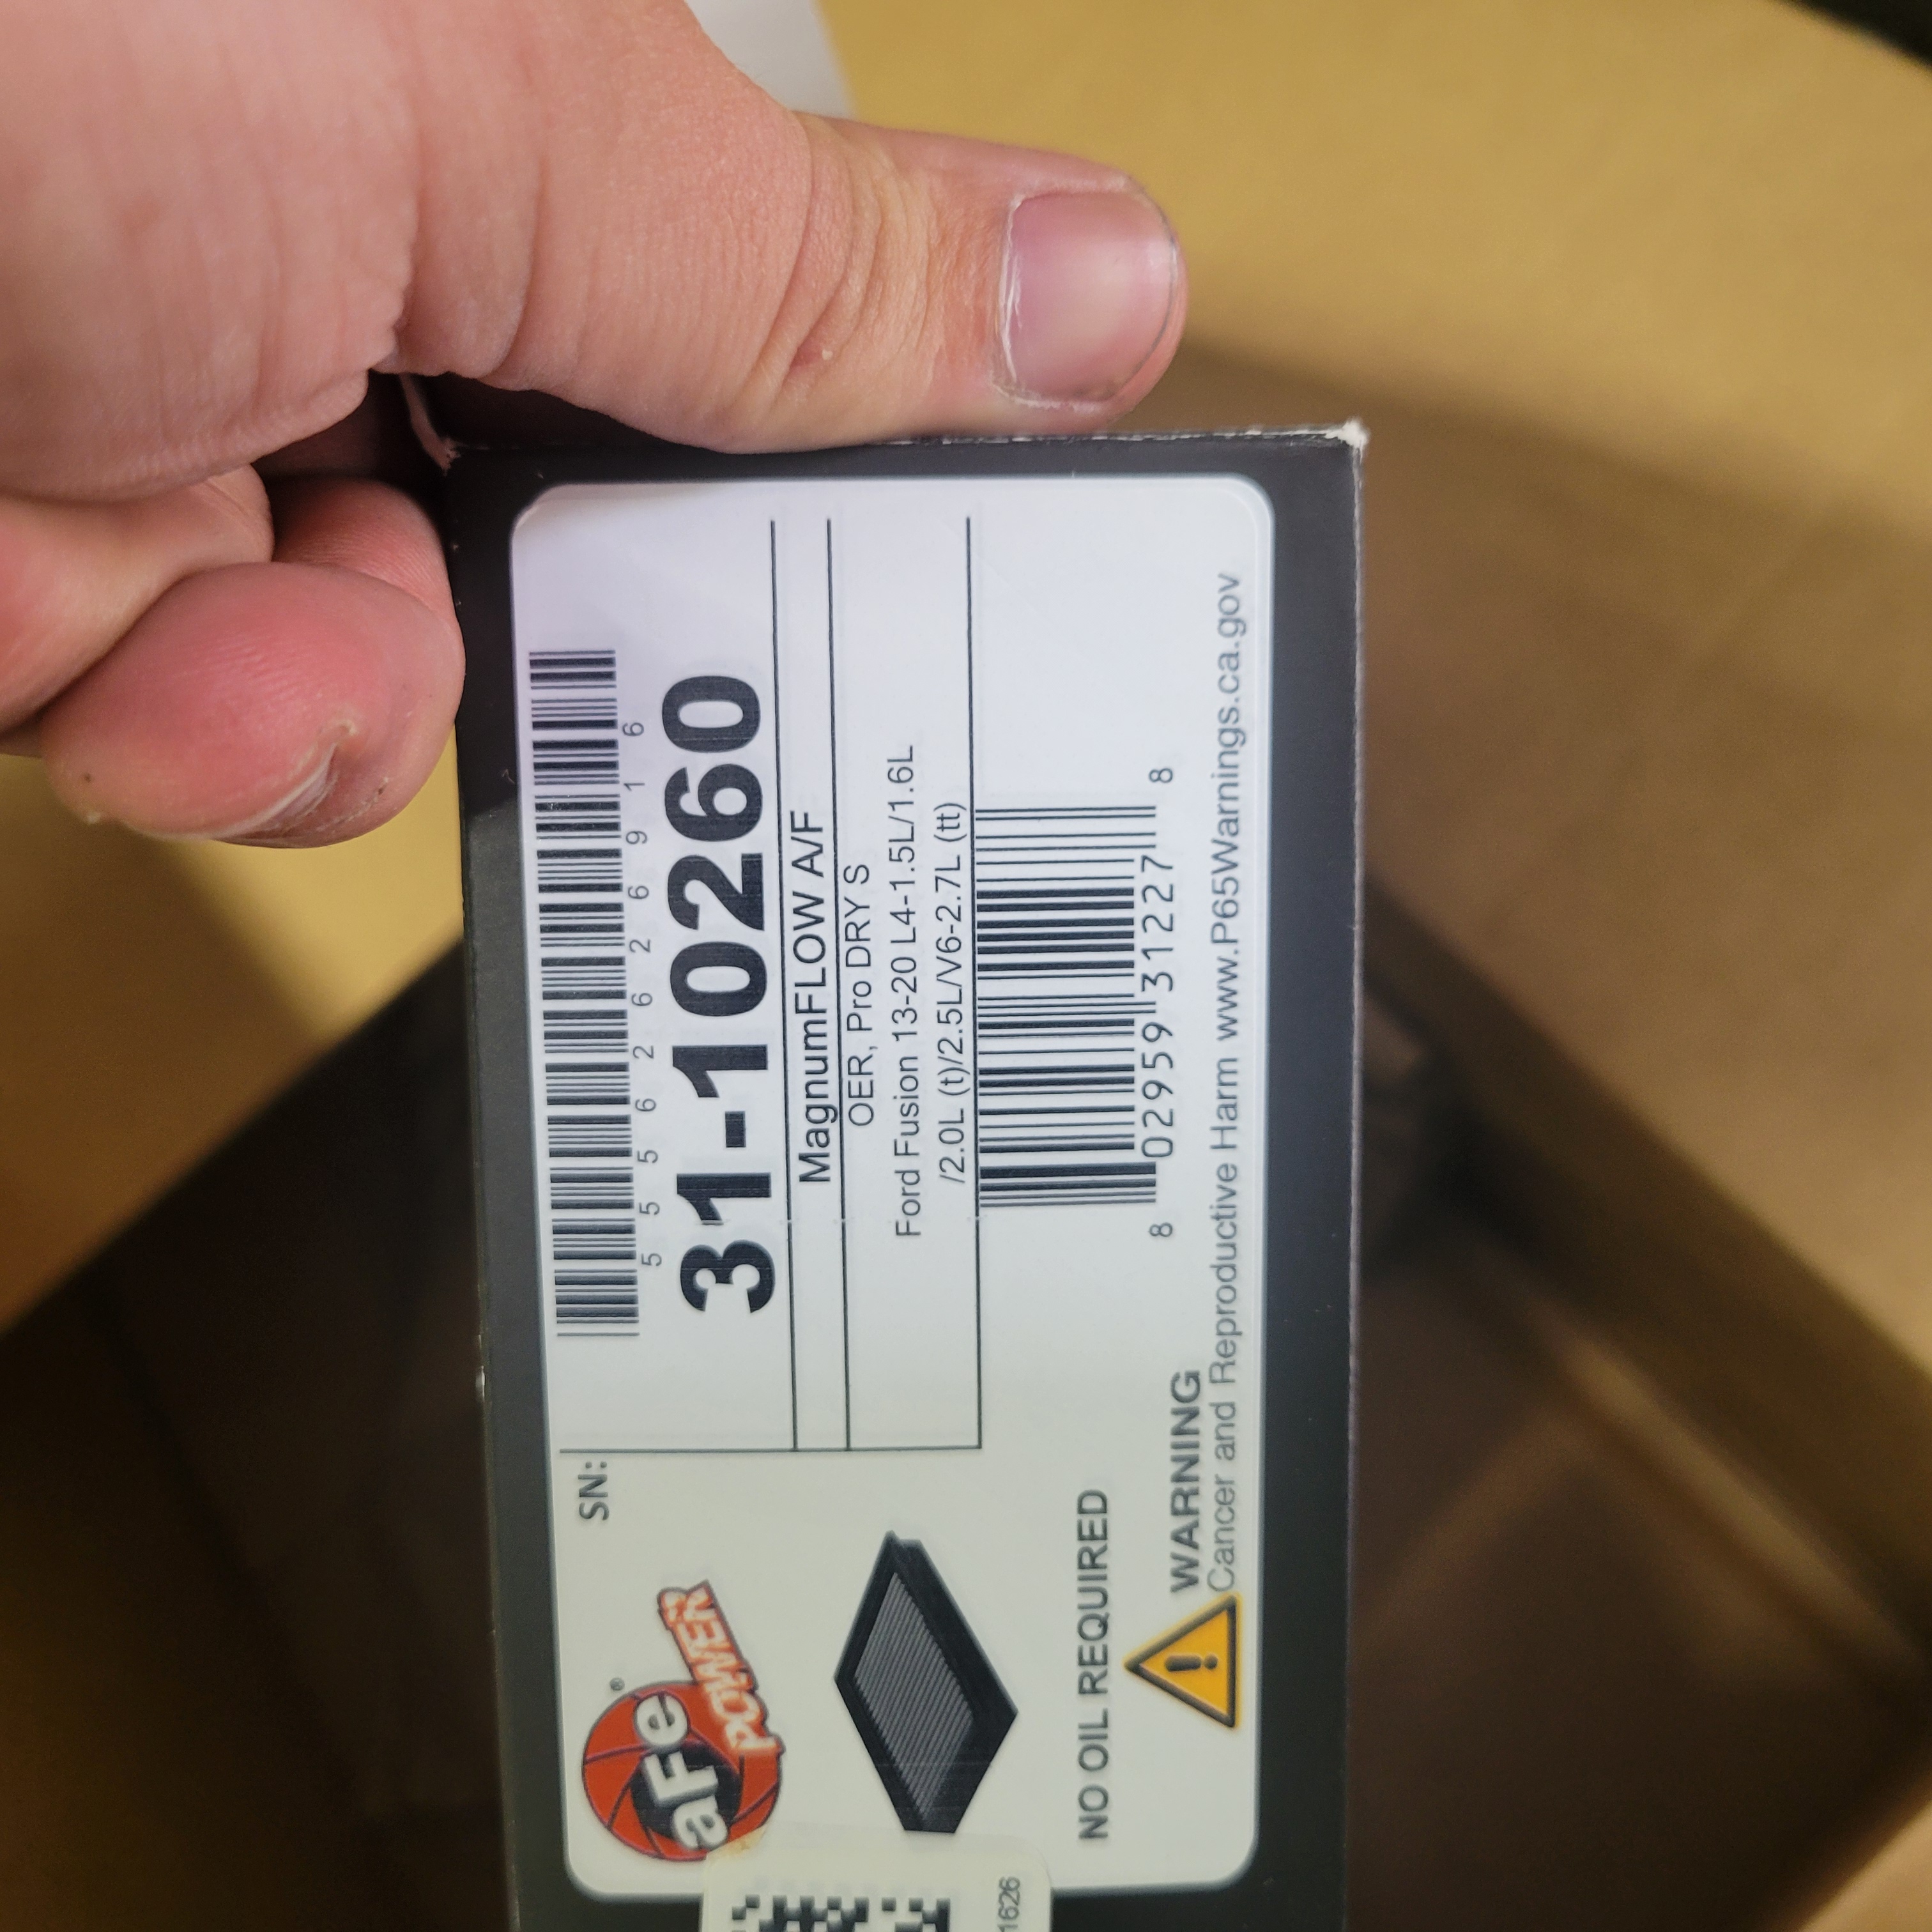 aFe®
POWER
SN:
5 5 5 6 2 6 2 6 9 1 6
31-10260
MagnumFLOW A/F
OER, Pro DRY S
Ford Fusion 13-20 L4-1.5L/1.6L
/2.0L (t)/2.5L/V6-2.7L (tt)
8 02959 31227 8
NO OIL REQUIRED
WARNING
Cancer and Reproductive Harm www.P65Warnings.ca.gov
1626